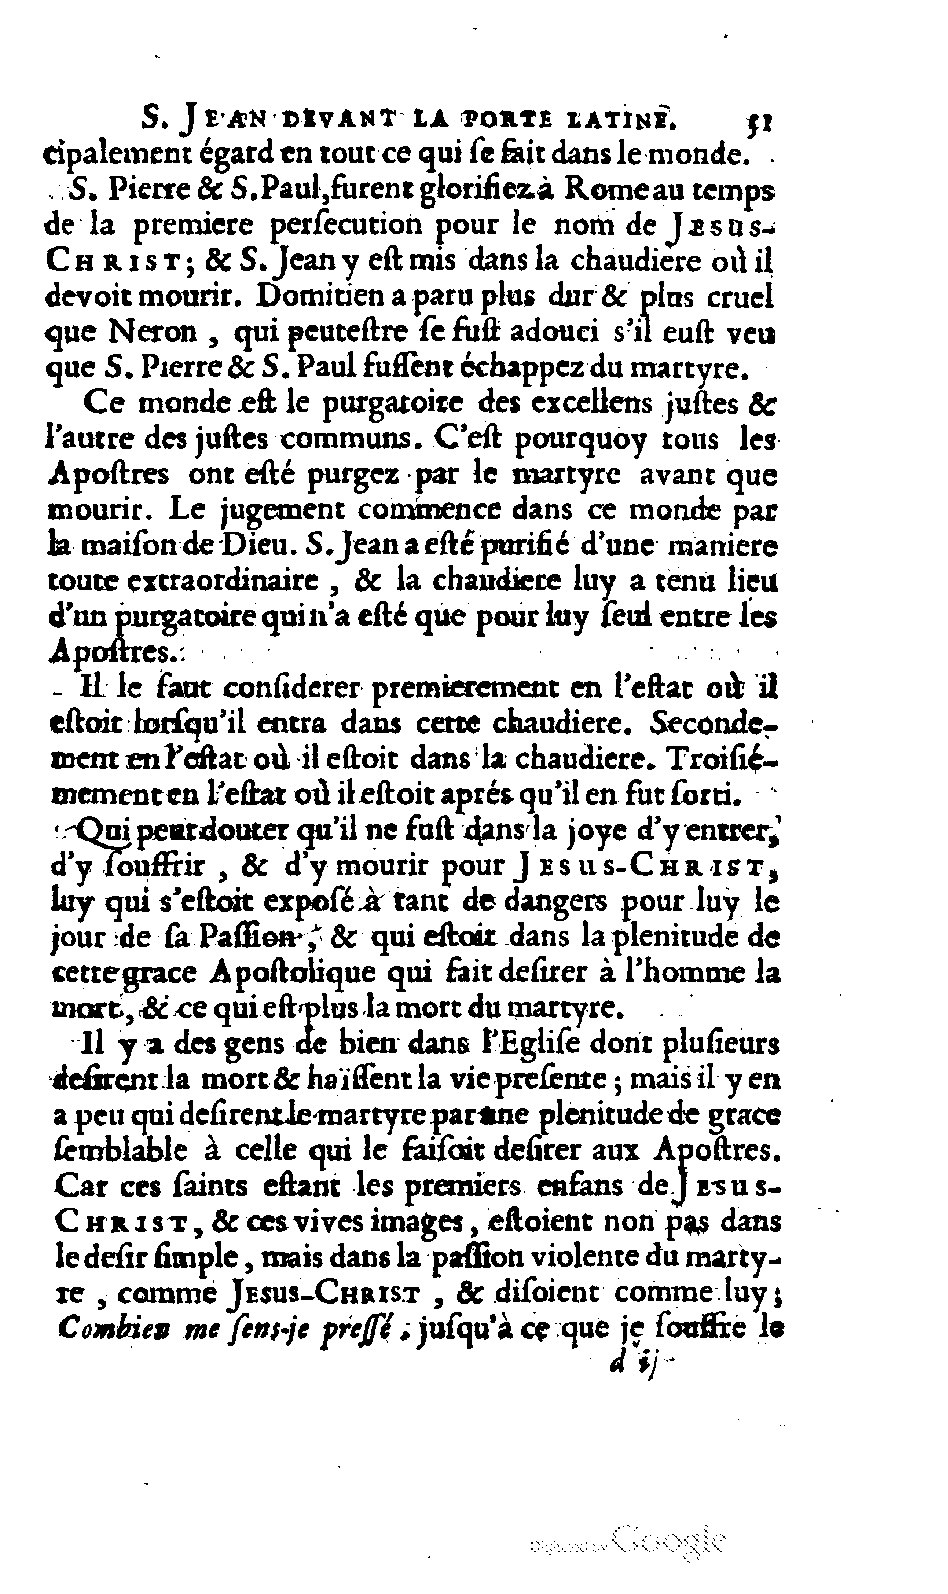 S. JEAN DEVANT LA PORTE LATINE. 51
cipalement égard en tout ce qui ſe fait dans le monde.
S. Pierre & S. Paul, furent glorifiez à Rome au temps
de la premiere perſecution pour le nom de JESUS-
CHRIST; & S. Jean y eſt mis dans la chaudiere où il
devoit mourir. Domitien a paru plus dur & plus cruel
que Neron, qui peuteſtre ſe fuſt adouci s'il euſt veu
que S. Pierre & S. Paul fuſſent échappez du martyre.
Ce monde eſt le purgatoire des excellens juſtes &
l'autre des juſtes communs. C'eſt pourquoy tous les
Apoſtres ont eſté purgez par le martyre avant que
mourir. Le jugement commence dans ce monde par
la maiſon de Dieu. S. Jean a eſté purifié d'une maniere
toute extraordinaire, & la chaudiere luy a tenu lieu
d'un purgatoire qui n'a eſté que pour luy ſeul entre les
Apoſtres.
Il le faut conſiderer premierement en l'eſtat où il
eſtoit lorſqu'il entra dans cette chaudiere. Seconde-
ment en l'eſtat où il eſtoit dans la chaudiere. Troiſié-
mement en l'eſtat où il eſtoit aprés qu'il en fut ſorti.
Qui peut douter qu'il ne fuſt dans la joye d'y entrer,
d'y ſouffrir, & d'y mourir pour JESUS-CHRIST,
luy qui s'eſtoit expoſé à tant de dangers pour luy le
jour de ſa Paſſion, & qui eſtoit dans la plenitude de
cette grace Apoſtolique qui fait deſirer à l'homme la
mort, & ce qui eſt plus la mort du martyre.
Il y a des gens de bien dans l'Egliſe dont pluſieurs
deſirent la mort & haïſſent la vie preſente; mais il y en
a peu qui deſirent le martyre par une plenitude de grace
ſemblable à celle qui le faiſoit deſirer aux Apoſtres.
Car ces ſaints eſtant les premiers enfans de JESUS-
CHRIST, & ces vives images, eſtoient non pas dans
le deſir ſimple, mais dans la paſſion violente du marty-
re, comme JESUS-CHRIST, & diſoient comme luy;
Combien me ſens-je preſſé, juſqu'à ce que je ſouffre le
d ij
Google